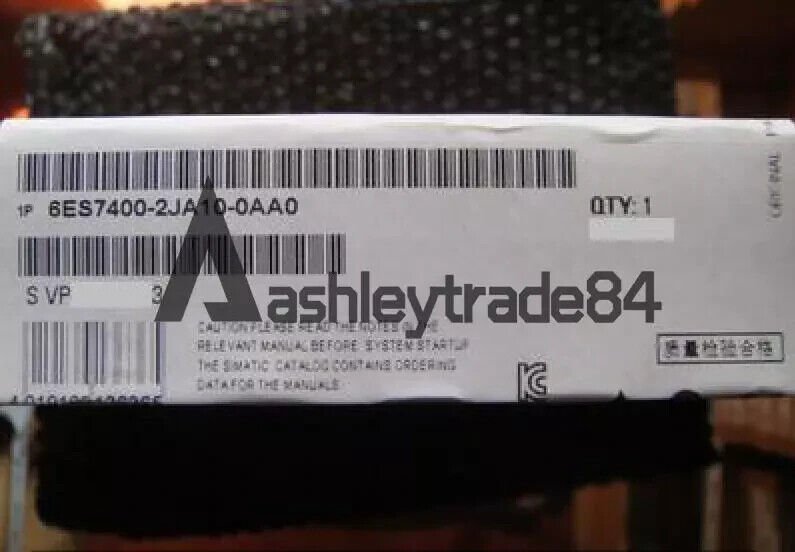 1P 6ES7400-2JA10-0AA0
QTY: 1
S VP 3
ashleytrade84
CAUTION PLEASE READ THE NOTES IN THE
RELEVANT MANUAL BEFORE SYSTEM STARTUP
THE SIMATIC CATALOG CONTAINS ORDERING
DATA FOR THE MANUALS
质量检验合格